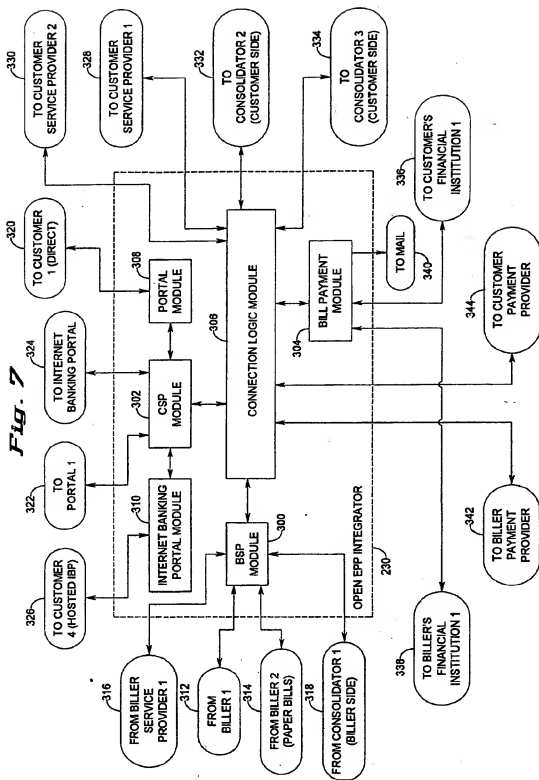 Fig. 7
326
TO CUSTOMER
4 (HOSTED IBP)
322
TO
PORTAL 1
324
TO INTERNET
BANKING PORTAL
320
TO CUSTOMER
1 (DIRECT)
330
TO CUSTOMER
SERVICE PROVIDER 2
328
TO CUSTOMER
SERVICE PROVIDER 1
332
TO
CONSOLIDATOR 2
(CUSTOMER SIDE)
334
TO
CONSOLIDATOR 3
(CUSTOMER SIDE)
310
INTERNET BANKING
PORTAL MODULE
302
CSP
MODULE
308
PORTAL
MODULE
306
CONNECTION LOGIC MODULE
300
BSP
MODULE
304
BILL PAYMENT
MODULE
OPEN EPP INTEGRATOR
230
316
FROM BILLER
SERVICE
PROVIDER 1
312
FROM
BILLER 1
314
FROM BILLER 2
(PAPER BILLS)
318
FROM CONSOLIDATOR 1
(BILLER SIDE)
338
TO BILLER'S
FINANCIAL
INSTITUTION 1
342
TO BILLER
PAYMENT
PROVIDER
344
TO CUSTOMER
PAYMENT
PROVIDER
TO MAIL
340
336
TO CUSTOMER'S
FINANCIAL
INSTITUTION 1